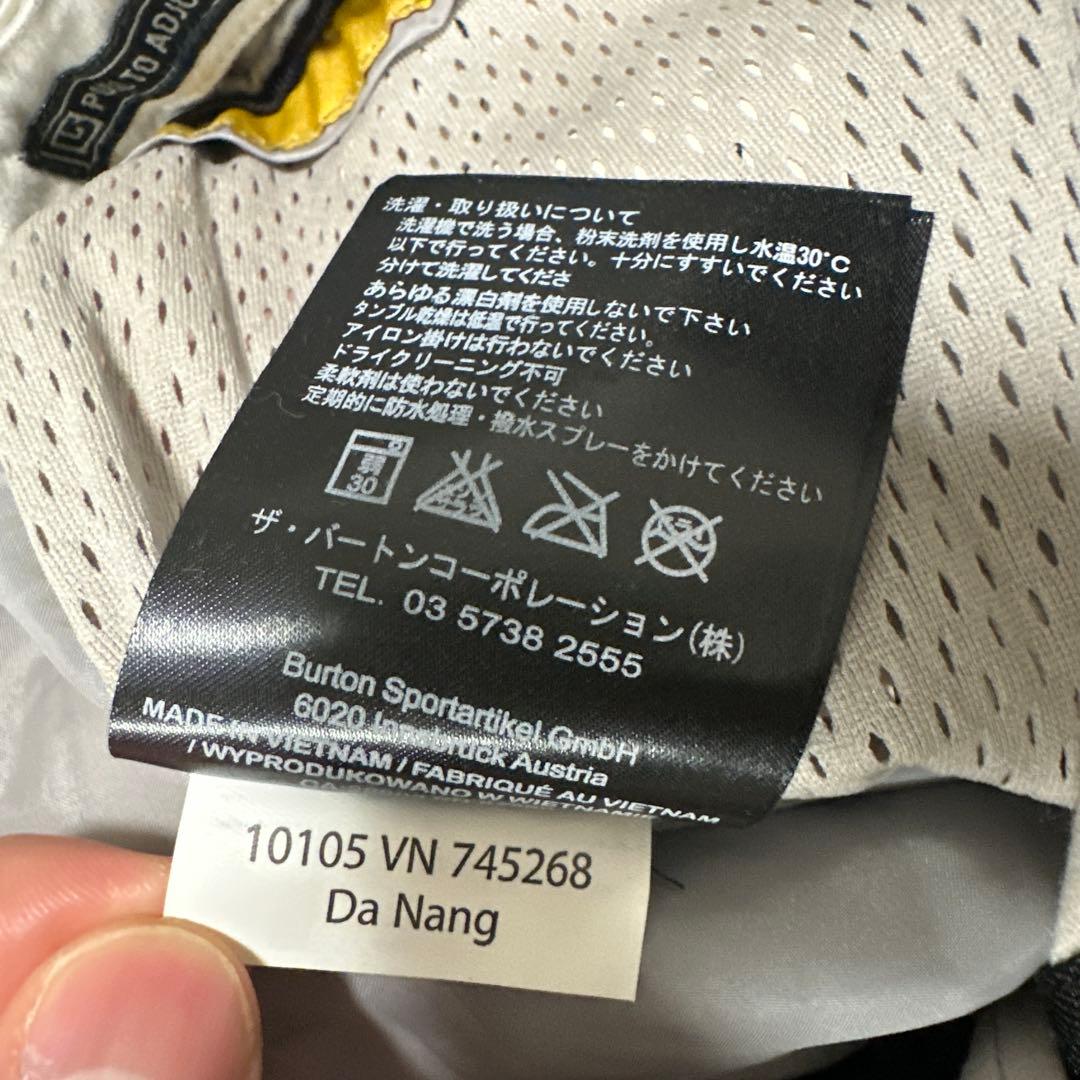 TO ADJU
洗濯・取り扱いについて
洗濯機で洗う場合、粉末洗剤を使用し水温30°C
以下で行ってください。十分にすすいでください
分けて洗濯してくださ
あらゆる漂白剤を使用しないで下さい
タンブル乾燥は低温で行ってください。
アイロン掛けは行わないでください
ドライクリーニング不可
柔軟剤は使わないでください
定期的に防水処理・撥水スプレーをかけてください
弱
30
ザ・バートンコーポレーション(株)
TEL. 03 5738 2555
Burton Sportartikel GmbH
6020 Innsbruck Austria
MADE IN VIETNAM / FABRIQUÉ AU VIETNAM
/ WYPRODUKOWANO W WIETNAMIE
10105 VN 745268
Da Nang